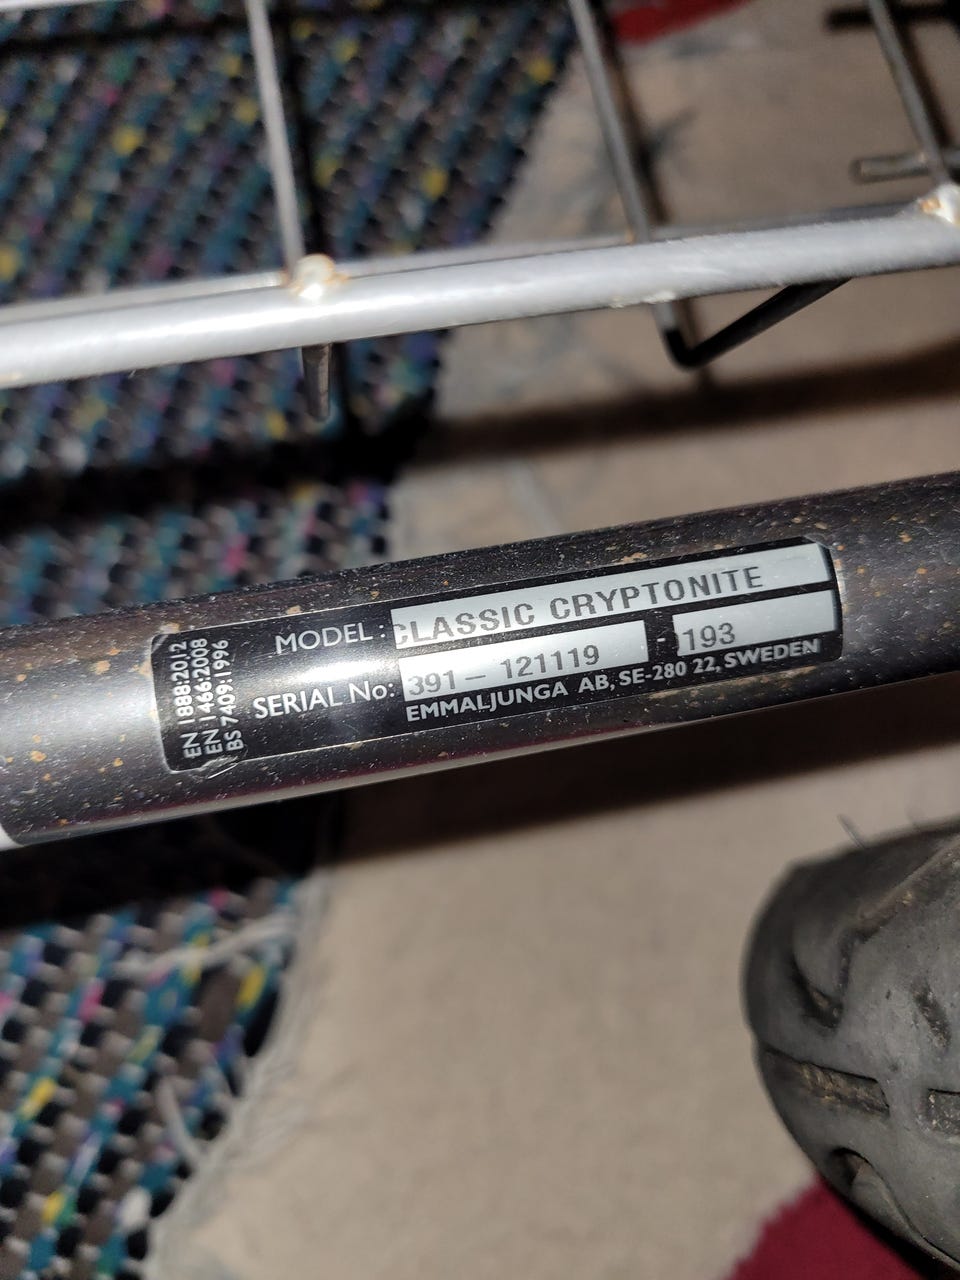 MODEL: CLASSIC CRYPTONITE
SERIAL No: 391- 121119 - 193
EMMALJUNGA AB, SE-280 22, SWEDEN
EN 1888:2012
EN 1466:2008
BS 7409:1996